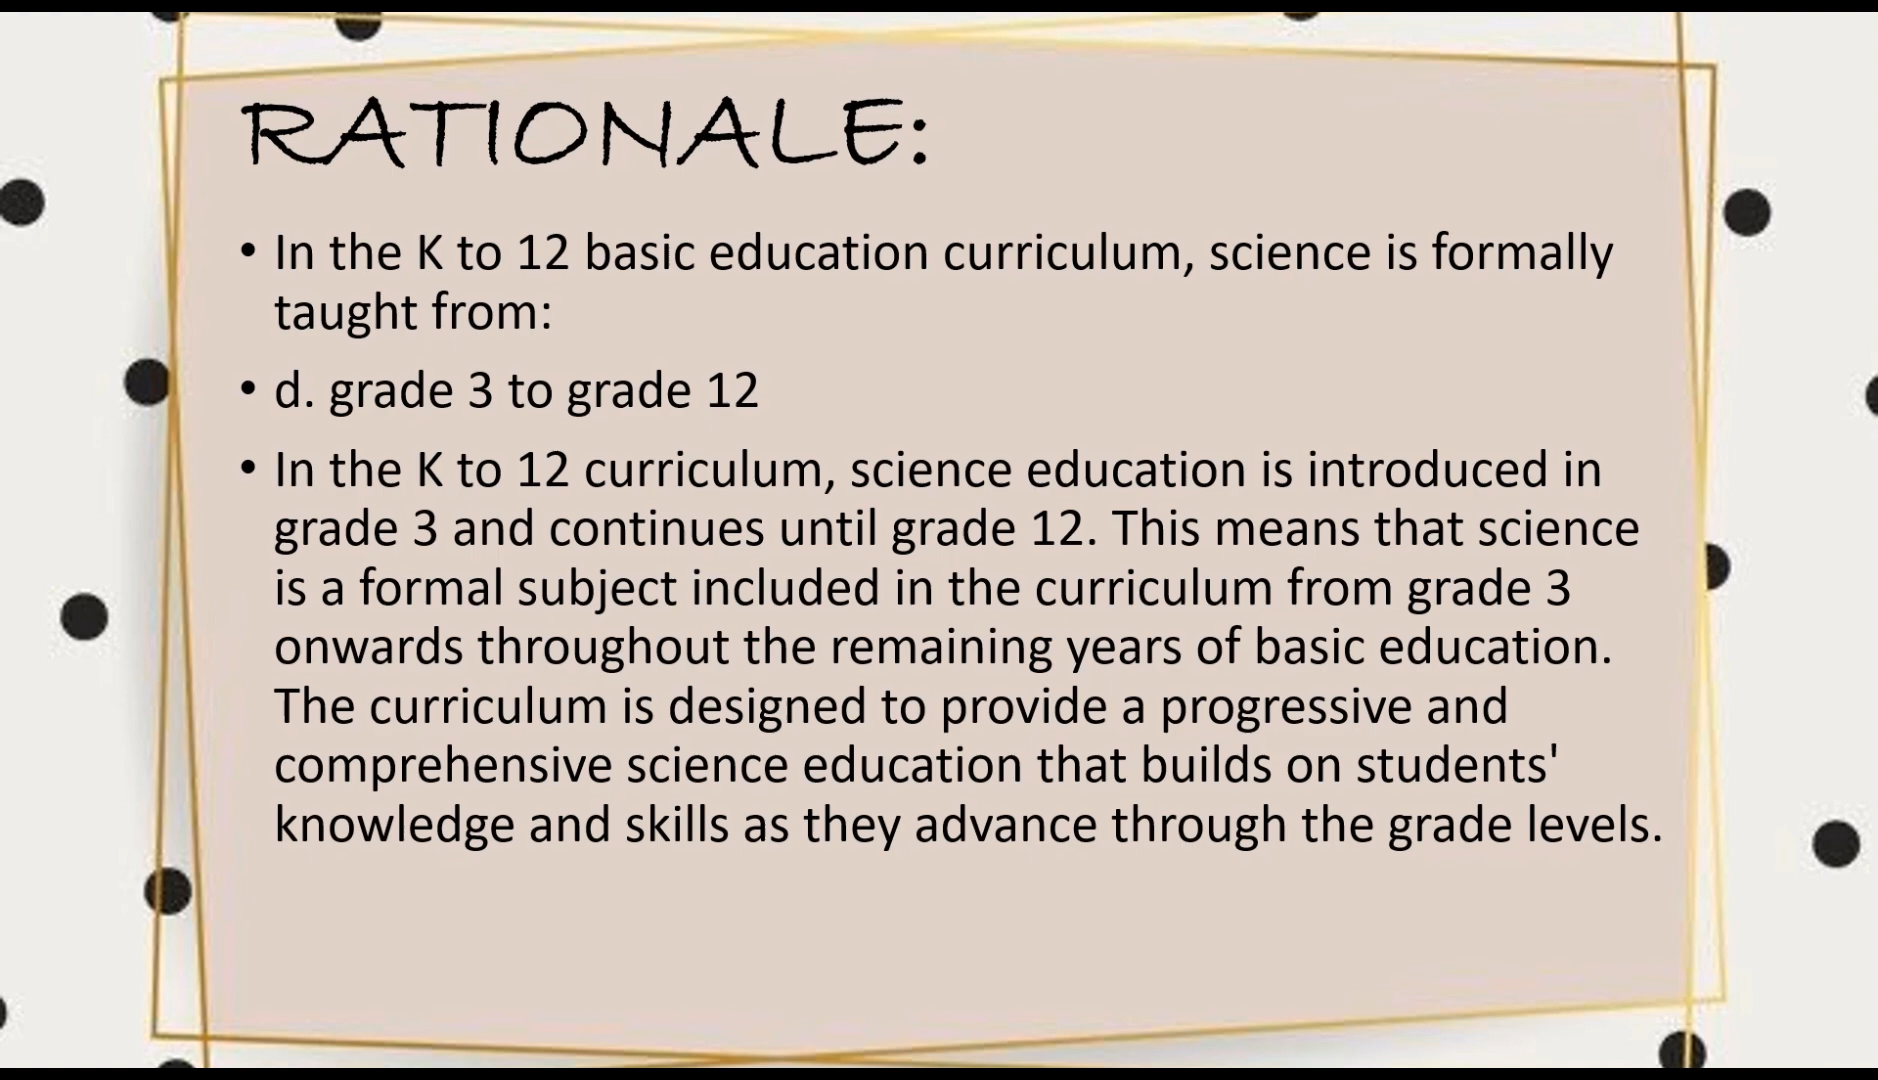 RATIONALE:
• In the K to 12 basic education curriculum, science is formally
taught from:
• d. grade 3 to grade 12
• In the K to 12 curriculum, science education is introduced in
grade 3 and continues until grade 12. This means that science
is a formal subject included in the curriculum from grade 3
onwards throughout the remaining years of basic education.
The curriculum is designed to provide a progressive and
comprehensive science education that builds on students'
knowledge and skills as they advance through the grade levels.